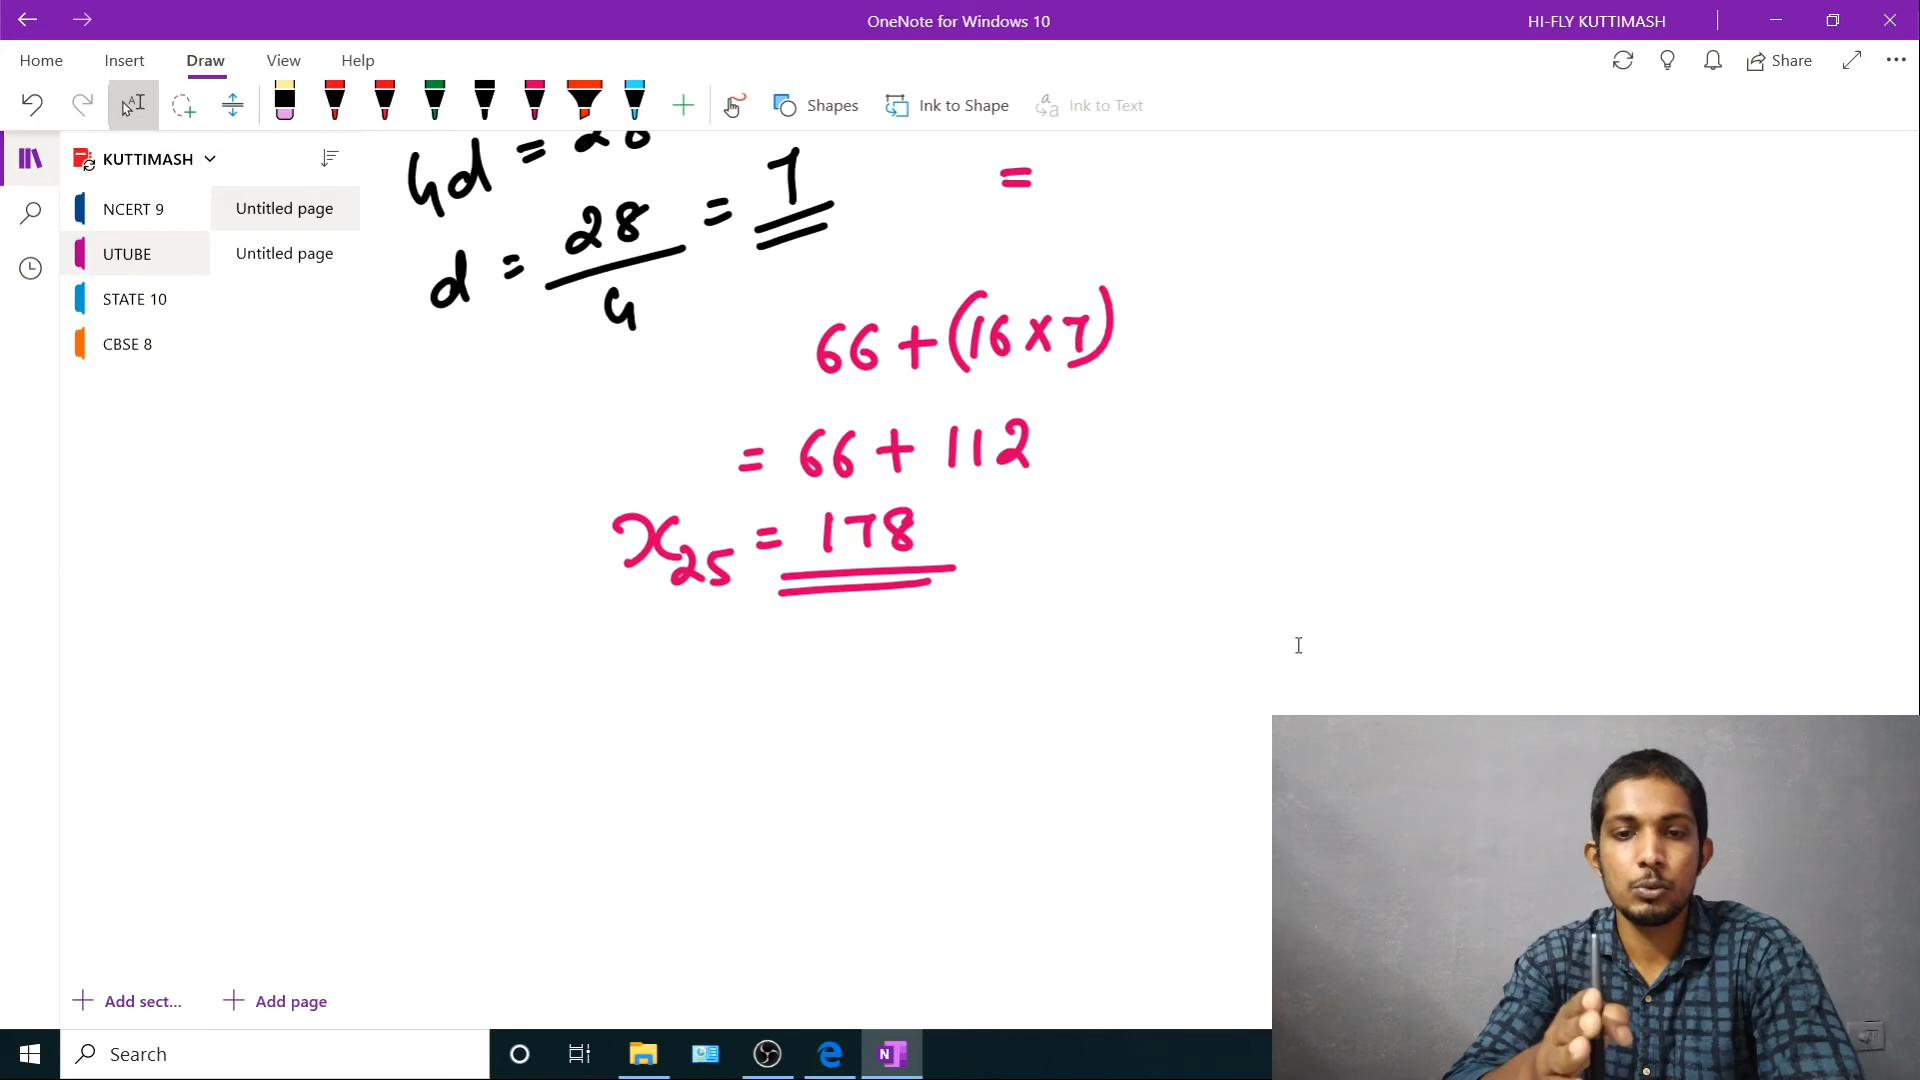 OneNote for Windows 10
HI-FLY KUTTIMASH
Home Insert Draw View Help
Share
Shapes Ink to Shape Ink to Text
KUTTIMASH
NCERT 9
UTUBE
STATE 10
CBSE 8
Untitled page
Untitled page
4d = 28
d = 28/4 = 7
=
66 + (16 × 7)
= 66 + 112
x₂₅ = 178
Add sect...
Add page
Search